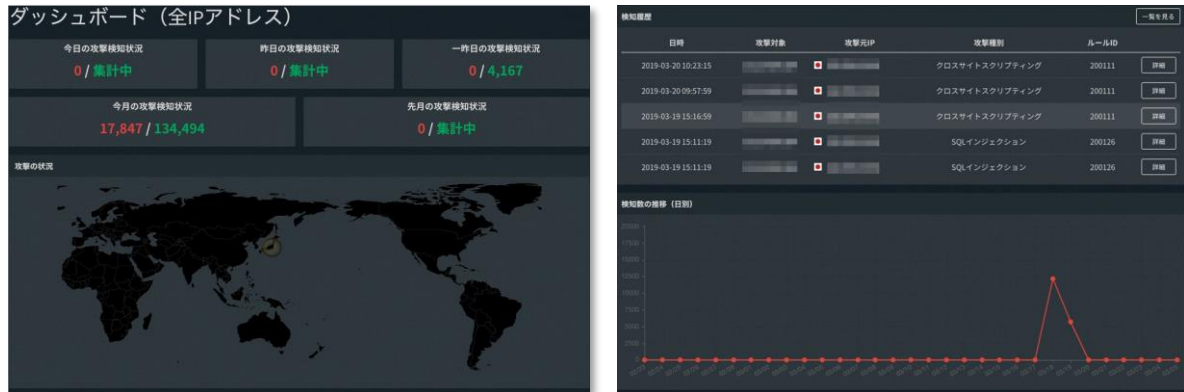 ダッシュボード（全IPアドレス）
今日の攻撃検知状況
0 / 集計中
昨日の攻撃検知状況
0 / 集計中
一昨日の攻撃検知状況
0 / 4,167
今月の攻撃検知状況
17,847 / 134,494
先月の攻撃検知状況
0 / 集計中
攻撃の状況
検知履歴
一覧を見る
日時 攻撃対象 攻撃元IP 攻撃種別 ルールID
2019-03-20 10:23:15 クロスサイトスクリプティング 200111 詳細
2019-03-20 09:57:59 クロスサイトスクリプティング 200111 詳細
2019-03-19 15:16:59 クロスサイトスクリプティング 200111 詳細
2019-03-19 15:11:19 SQLインジェクション 200126 詳細
2019-03-19 15:11:19 SQLインジェクション 200126 詳細
検知数の推移（日別）
20000
17500
15000
12500
10000
7500
5000
2500
0